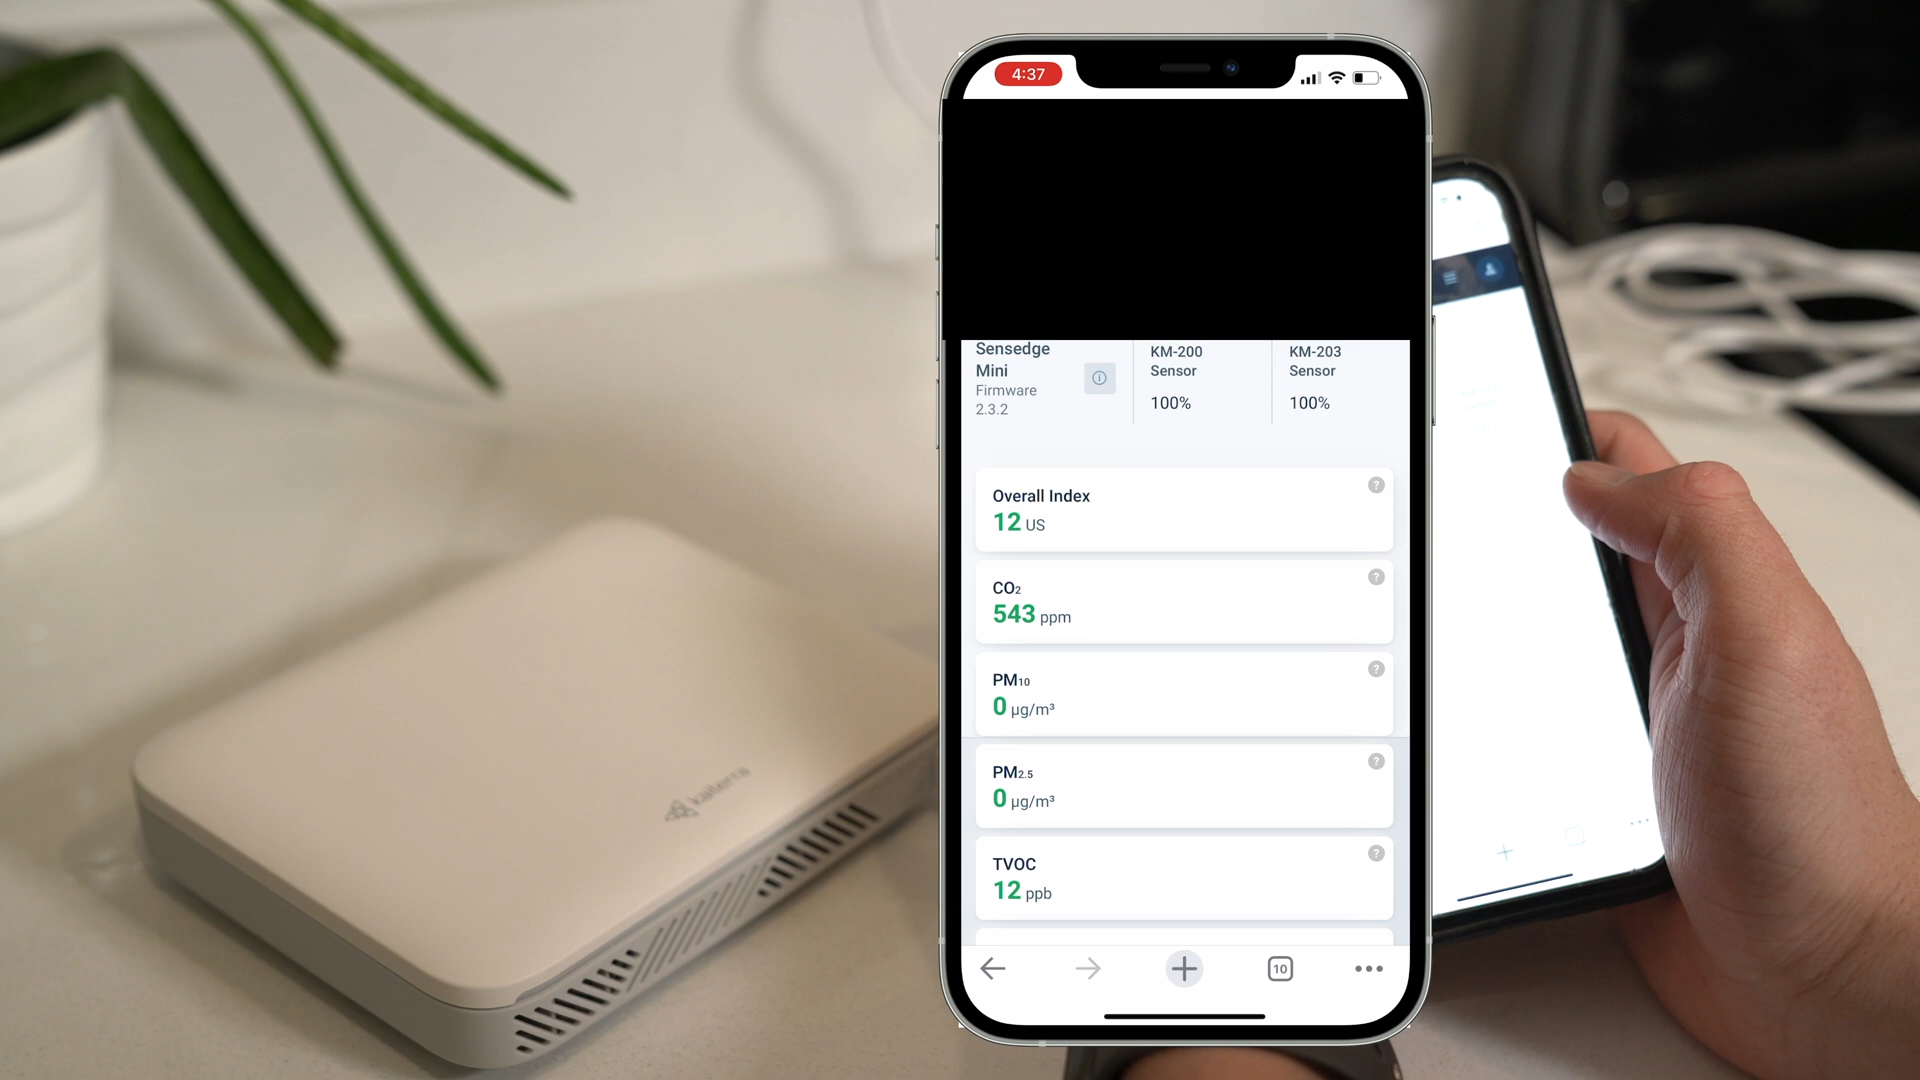 4:37
Sensedge
Mini
Firmware
2.3.2
KM-200
Sensor
100%
KM-203
Sensor
100%
Overall Index
12 US
CO₂
543 ppm
PM₁₀
0 µg/m³
PM₂.₅
0 µg/m³
TVOC
12 ppb
10
kaiterra